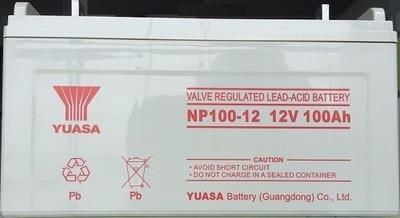 YUASA
VALVE REGULATED LEAD-ACID BATTERY
NP100-12 12V 100Ah
CAUTION
• AVOID SHORT CIRCUIT
• DO NOT CHARGE IN A SEALED CONTAINER
Pb Pb
YUASA Battery (Guangdong) Co., Ltd.